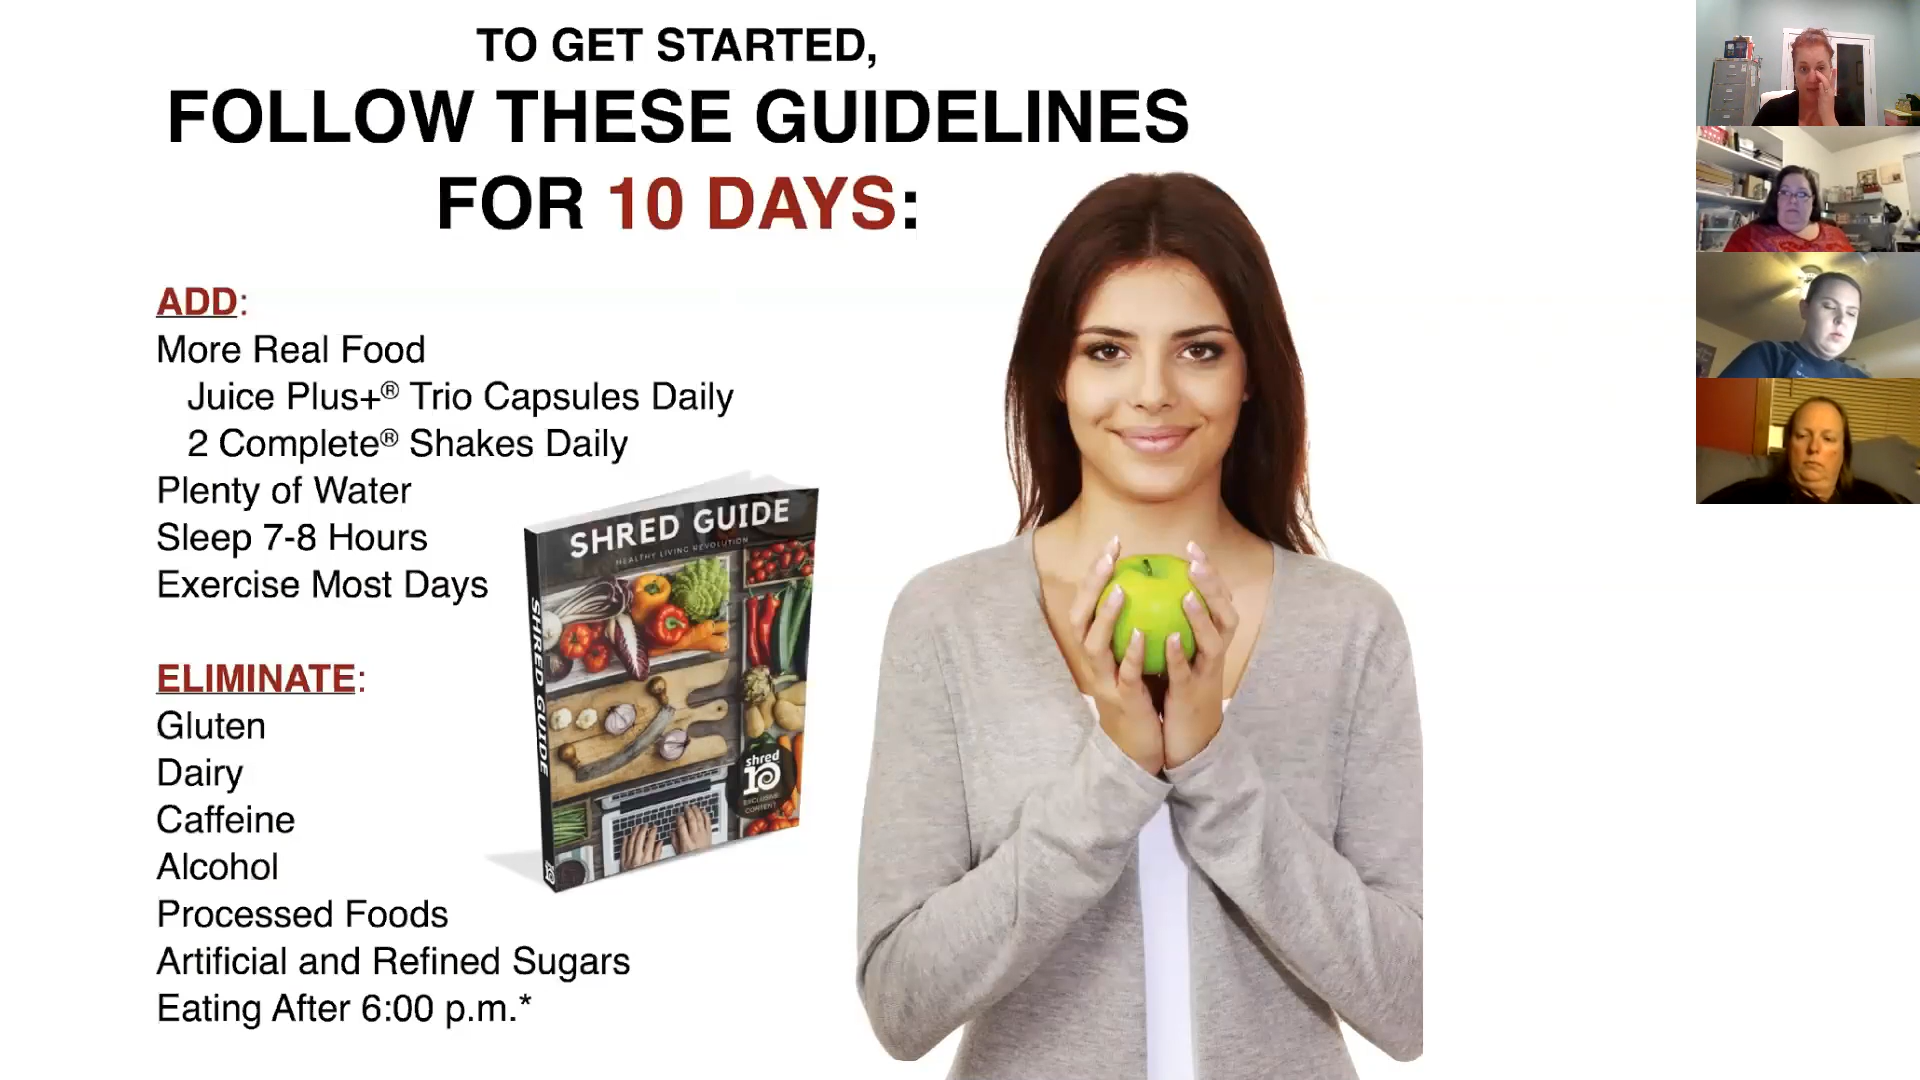 TO GET STARTED,
FOLLOW THESE GUIDELINES
FOR 10 DAYS:
ADD:
More Real Food
Juice Plus+® Trio Capsules Daily
2 Complete® Shakes Daily
Plenty of Water
Sleep 7-8 Hours
Exercise Most Days
ELIMINATE:
Gluten
Dairy
Caffeine
Alcohol
Processed Foods
Artificial and Refined Sugars
Eating After 6:00 p.m.*
SHRED GUIDE
HEALTHY LIVING REVOLUTION
SHRED GUIDE
shred
10
EXCLUSIVE
CONTENT